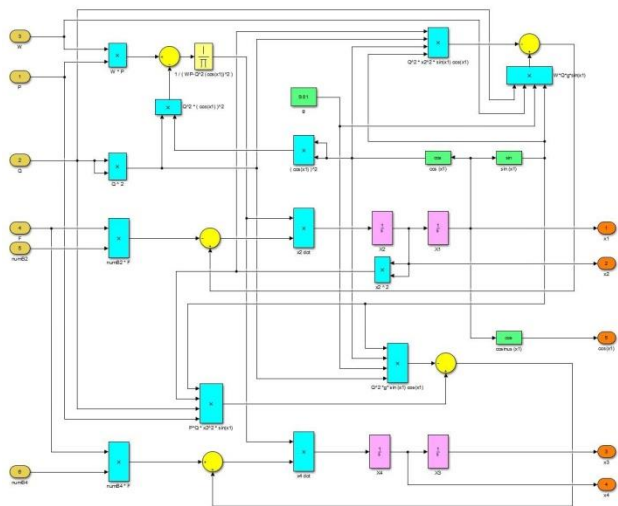 3
W
1
P
2
Q
4
F
5
numB2
6
numB4
W * P
1 / ( W*P-Q^2 (cos(x1))^2 )
Q^2 * ( cos(x1) )^2
Q^ 2
9.81
g
( cos(x1) )^2
Q^2 * x2^2 * sin(x1) cos(x1)
W*Q*g*sin(x1)
cos
cos (x1)
sin
sin (x1)
numB2 * F
x2 dot
X2
X1
x2 ^ 2
1
x1
2
x2
cos
cosinus (x1)
5
cos(x1)
P*Q * x2^2 * sin(x1)
Q^2 *g* sin(x1) cos(x1)
numB4 * F
x4 dot
X4
X3
3
x3
4
x4